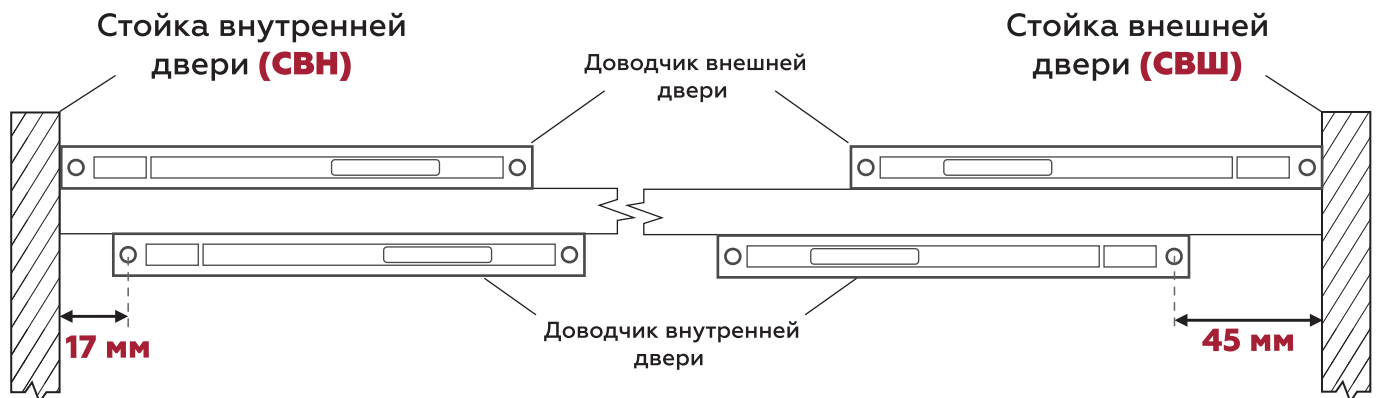 Стойка внутренней
двери (СВН)
Доводчик внешней
двери
Стойка внешней
двери (СВШ)
17 мм
Доводчик внутренней
двери
45 мм